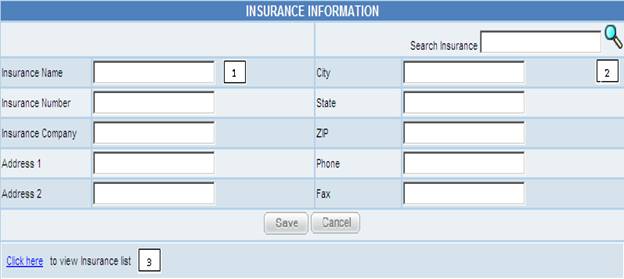 INSURANCE INFORMATION
Search Insurance
Insurance Name 1 City 2
Insurance Number State
Insurance Company ZIP
Address 1 Phone
Address 2 Fax
Save Cancel
Click here to view Insurance list 3